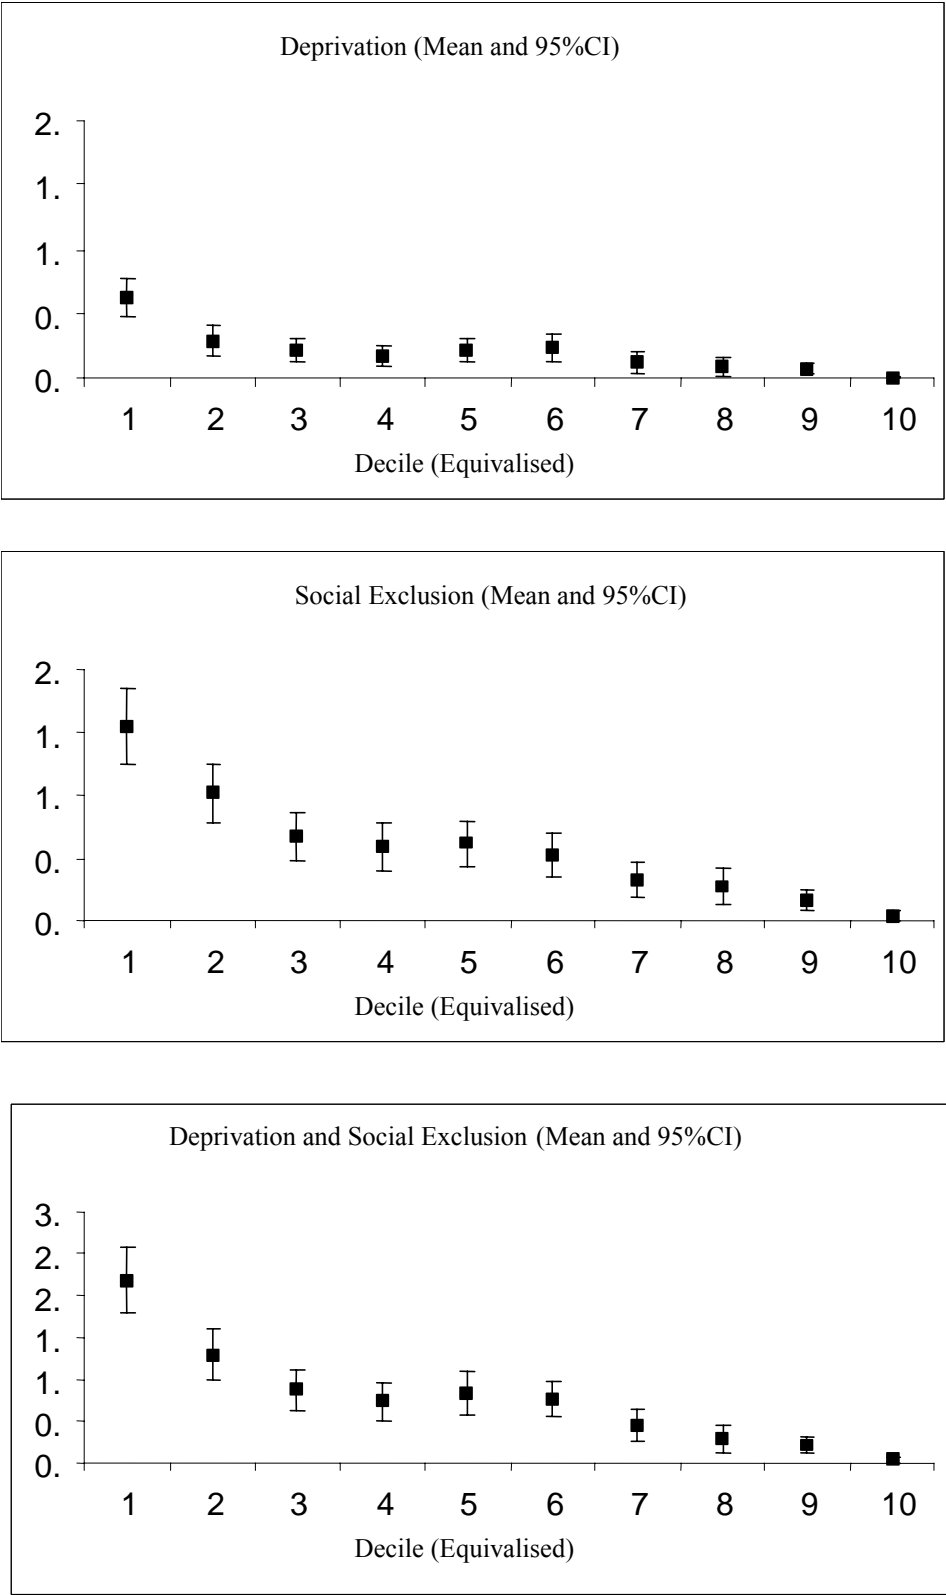 Deprivation (Mean and 95%CI)
2.
1.
1.
0.
0.
1 2 3 4 5 6 7 8 9 10
Decile (Equivalised)
Social Exclusion (Mean and 95%CI)
2.
1.
1.
0.
0.
1 2 3 4 5 6 7 8 9 10
Decile (Equivalised)
Deprivation and Social Exclusion (Mean and 95%CI)
3.
2.
2.
1.
1.
0.
0.
1 2 3 4 5 6 7 8 9 10
Decile (Equivalised)